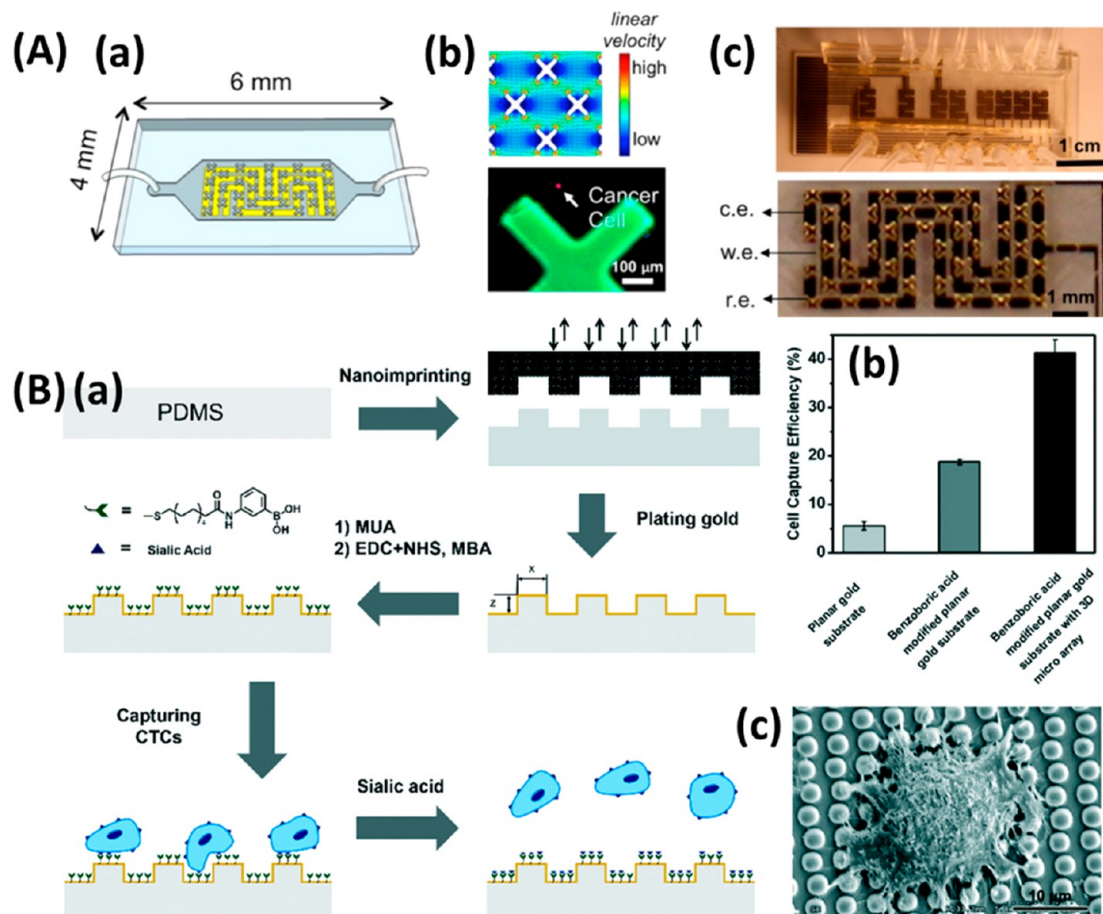 (A) (a)
6 mm
4 mm
(b)
linear
velocity
high
low
Cancer
Cell
100 µm
(c)
1 cm
c.e.
w.e.
r.e.
1 mm
(B) (a)
PDMS
Nanoimprinting
Plating gold
x
z
1) MUA
2) EDC+NHS, MBA
= 
S
4
O
N
H
B
OH
OH
= Sialic Acid
Capturing
CTCs
Sialic acid
(b)
Cell Capture Efficiency (%)
40
30
20
10
0
Planar gold
substrate
Benzoboric acid
modified planar
gold substrate
Benzoboric acid
modified planar gold
substrate with 3D
micro array
(c)
10 µm